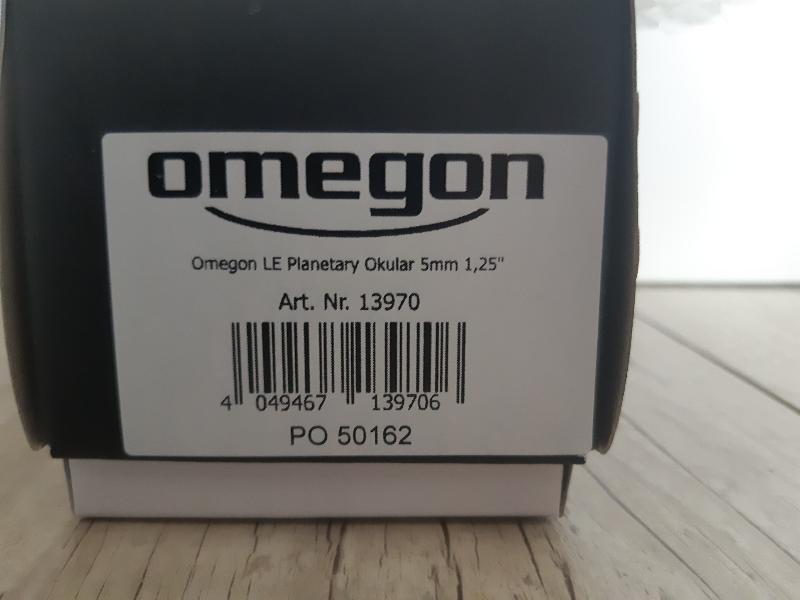 omegon
Omegon LE Planetary Okular 5mm 1,25"
Art. Nr. 13970
4 049467 139706
PO 50162